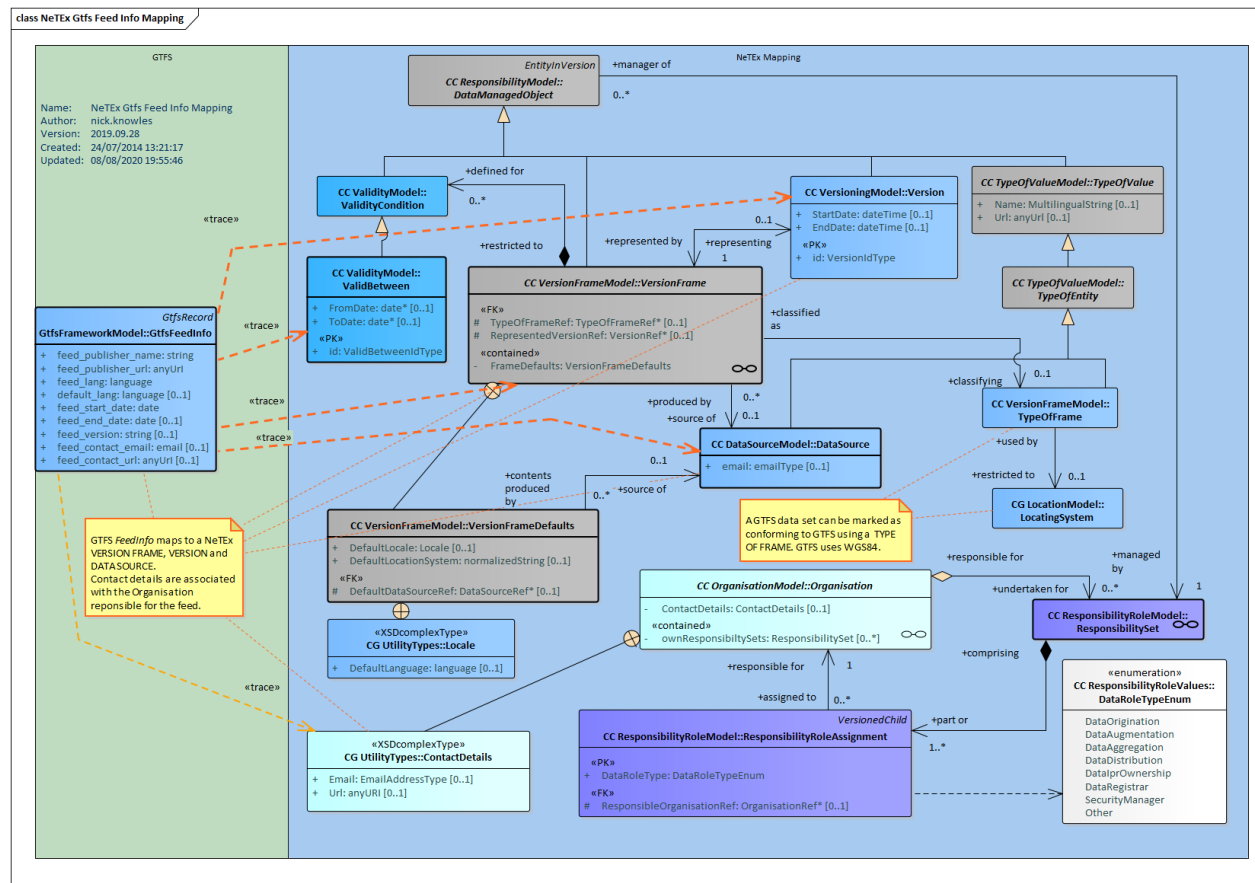 class NeTEx Gtfs Feed Info Mapping
GTFS
NeTEx Mapping
Name: NeTEx Gtfs Feed Info Mapping
Author: nick.knowles
Version: 2019.09.28
Created: 24/07/2014 13:21:17
Updated: 08/08/2020 19:55:46
EntityInVersion
CC ResponsibilityModel::
DataManagedObject
+manager of
0..*
CC ValidityModel::
ValidityCondition
+defined for
0..*
+restricted to
CC VersioningModel::Version
+ StartDate: dateTime [0..1]
+ EndDate: dateTime [0..1]
«PK»
+ id: VersionIdType
CC TypeOfValueModel::TypeOfValue
+ Name: MultilingualString [0..1]
+ Url: anyUrl [0..1]
«trace»
0..1
+represented by
+representing
1
CC ValidityModel::
ValidBetween
+ FromDate: date* [0..1]
+ ToDate: date* [0..1]
«PK»
+ id: ValidBetweenIdType
CC VersionFrameModel::VersionFrame
«FK»
# TypeOfFrameRef: TypeOfFrameRef* [0..1]
# RepresentedVersionRef: VersionRef* [0..1]
«contained»
- FrameDefaults: VersionFrameDefaults
CC TypeOfValueModel::
TypeOfEntity
+classified
as
GtfsRecord
GtfsFrameworkModel::GtfsFeedInfo
+ feed_publisher_name: string
+ feed_publisher_url: anyUrl
+ feed_lang: language
+ default_lang: language [0..1]
+ feed_start_date: date
+ feed_end_date: date [0..1]
+ feed_version: string [0..1]
+ feed_contact_email: email [0..1]
+ feed_contact_url: anyUrl [0..1]
«trace»
«trace»
«trace»
+produced by
0..*
+source of
0..1
+classifying
0..1
CC VersionFrameModel::
TypeOfFrame
+used by
+restricted to
0..1
CC DataSourceModel::DataSource
+ email: emailType [0..1]
0..1
+contents
produced
by
0..*
+source of
CG LocationModel::
LocatingSystem
CC VersionFrameModel::VersionFrameDefaults
+ DefaultLocale: Locale [0..1]
+ DefaultLocationSystem: normalizedString [0..1]
«FK»
# DefaultDataSourceRef: DataSourceRef* [0..1]
A GTFS data set can be marked as
conforming to GTFS using a TYPE
OF FRAME. GTFS uses WGS84.
GTFS FeedInfo maps to a NeTEx
VERSION FRAME, VERSION and
DATA SOURCE.
Contact details are associated
with the Organisation
reponsible for the feed.
+responsible for
+managed
by
0..*
1
+undertaken for
CC OrganisationModel::Organisation
- ContactDetails: ContactDetails [0..1]
«contained»
- ownResponsibiltySets: ResponsibilitySet [0..*]
CC ResponsibilityRoleModel::
ResponsibilitySet
«XSDcomplexType»
CG UtilityTypes::Locale
+ DefaultLanguage: language [0..1]
+comprising
+responsible for
1
+assigned to
0..*
«enumeration»
CC ResponsibilityRoleValues::
DataRoleTypeEnum
DataOrigination
DataAugmentation
DataAggregation
DataDistribution
DataIprOwnership
DataRegistrar
SecurityManager
Other
«trace»
VersionedChild
CC ResponsibilityRoleModel::ResponsibilityRoleAssignment
«PK»
+ DataRoleType: DataRoleTypeEnum
«FK»
# ResponsibleOrganisationRef: OrganisationRef* [0..1]
+part or
1..*
«XSDcomplexType»
CG UtilityTypes::ContactDetails
+ Email: EmailAddressType [0..1]
+ Url: anyURI [0..1]